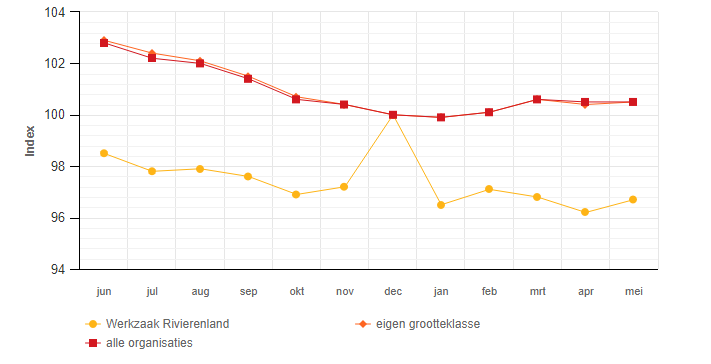 104
102
100
98
96
94
Index
jun jul aug sep okt nov dec jan feb mrt apr mei
Werkzaak Rivierenland eigen grootteklasse
alle organisaties